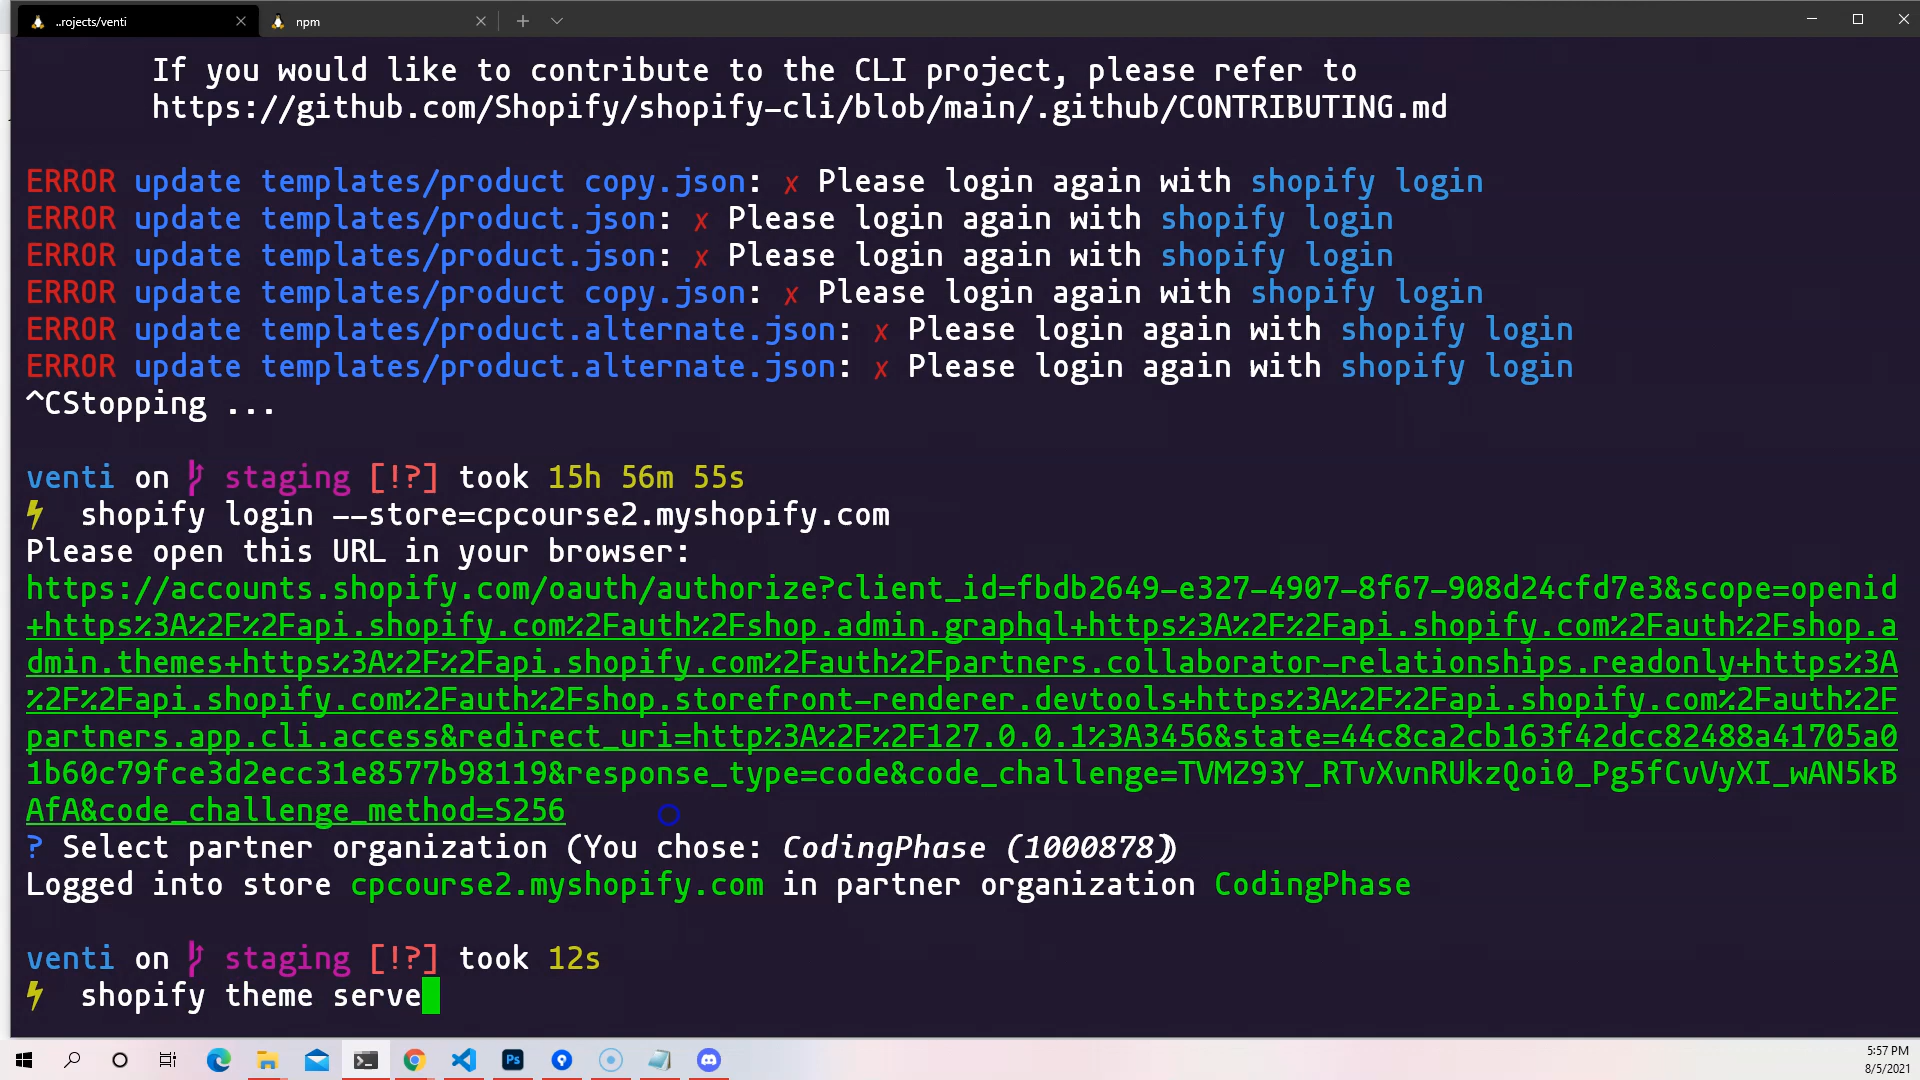 ..rojects/venti
npm
If you would like to contribute to the CLI project, please refer to
https://github.com/Shopify/shopify-cli/blob/main/.github/CONTRIBUTING.md
ERROR update templates/product copy.json: ✗ Please login again with shopify login
ERROR update templates/product.json: ✗ Please login again with shopify login
ERROR update templates/product.json: ✗ Please login again with shopify login
ERROR update templates/product copy.json: ✗ Please login again with shopify login
ERROR update templates/product.alternate.json: ✗ Please login again with shopify login
ERROR update templates/product.alternate.json: ✗ Please login again with shopify login
^CStopping ...
venti on staging [!?] took 15h 56m 55s
shopify login --store=cpcourse2.myshopify.com
Please open this URL in your browser:
https://accounts.shopify.com/oauth/authorize?client_id=fbdb2649-e327-4907-8f67-908d24cfd7e3&scope=openid
+https%3A%2F%2Fapi.shopify.com%2Fauth%2Fshop.admin.graphql+https%3A%2F%2Fapi.shopify.com%2Fauth%2Fshop.a
dmin.themes+https%3A%2F%2Fapi.shopify.com%2Fauth%2Fpartners.collaborator-relationships.readonly+https%3A
%2F%2Fapi.shopify.com%2Fauth%2Fshop.storefront-renderer.devtools+https%3A%2F%2Fapi.shopify.com%2Fauth%2F
partners.app.cli.access&redirect_uri=http%3A%2F%2F127.0.0.1%3A3456&state=44c8ca2cb163f42dcc82488a41705a0
1b60c79fce3d2ecc31e8577b98119&response_type=code&code_challenge=TVMZ93Y_RTvXvnRUkzQoi0_Pg5fCvVyXI_wAN5kB
AfA&code_challenge_method=S256
? Select partner organization (You chose: CodingPhase (1000878))
Logged into store cpcourse2.myshopify.com in partner organization CodingPhase
venti on staging [!?] took 12s
shopify theme serve
Ps
5:57 PM
8/5/2021